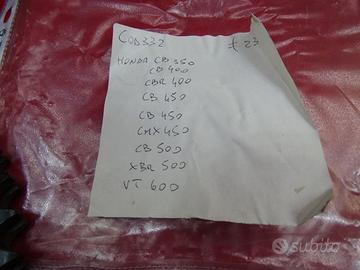 COD332 € 23
HONDA CB 350
CB 400
CBR 400
CB 450
CB 450
CMX 450
CB 500
XBR 500
VT 600
subito